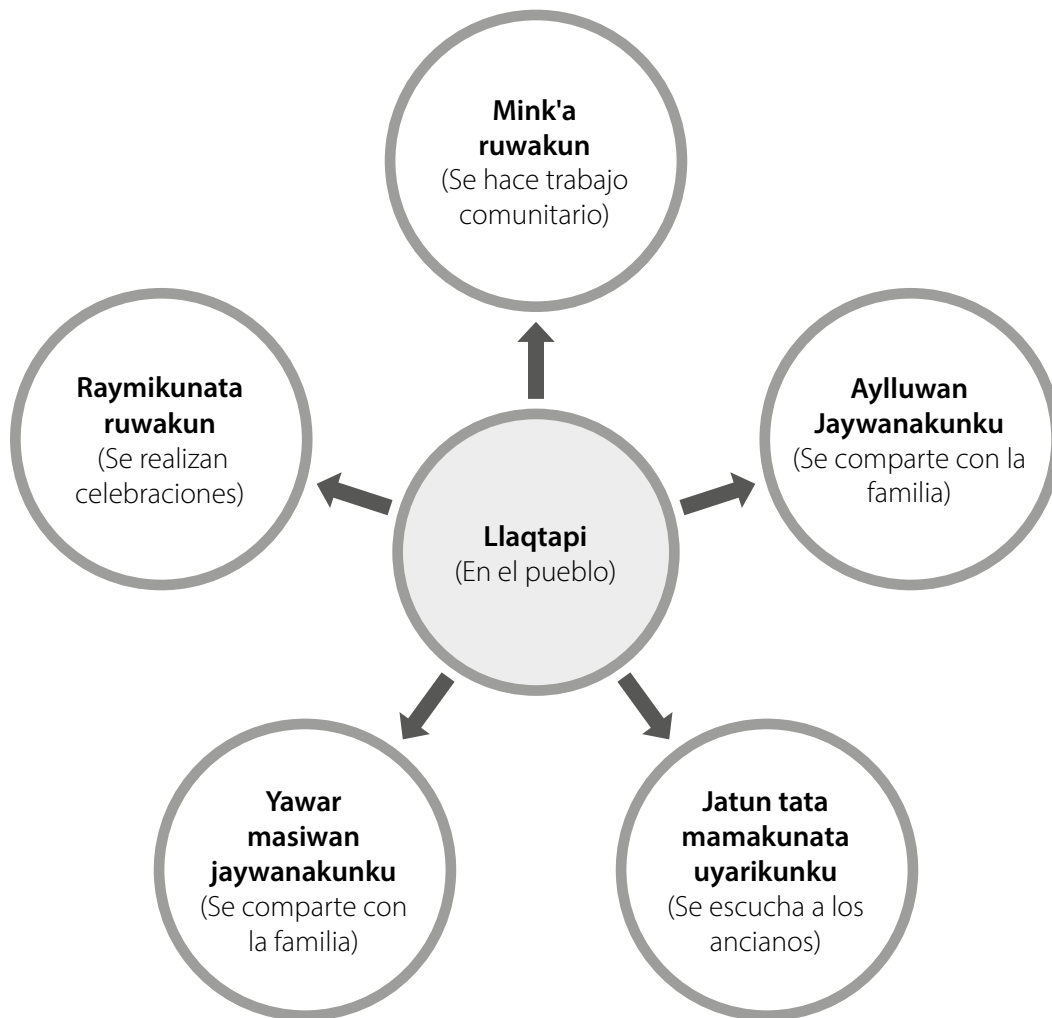 Mink'a
ruwakun
(Se hace trabajo
comunitario)
Raymikunata
ruwakun
(Se realizan
celebraciones)
Aylluwan
Jaywanakunku
(Se comparte con la
familia)
Llaqtapi
(En el pueblo)
Yawar
masiwan
jaywanakunku
(Se comparte con
la familia)
Jatun tata
mamakunata
uyarikunku
(Se escucha a los
ancianos)